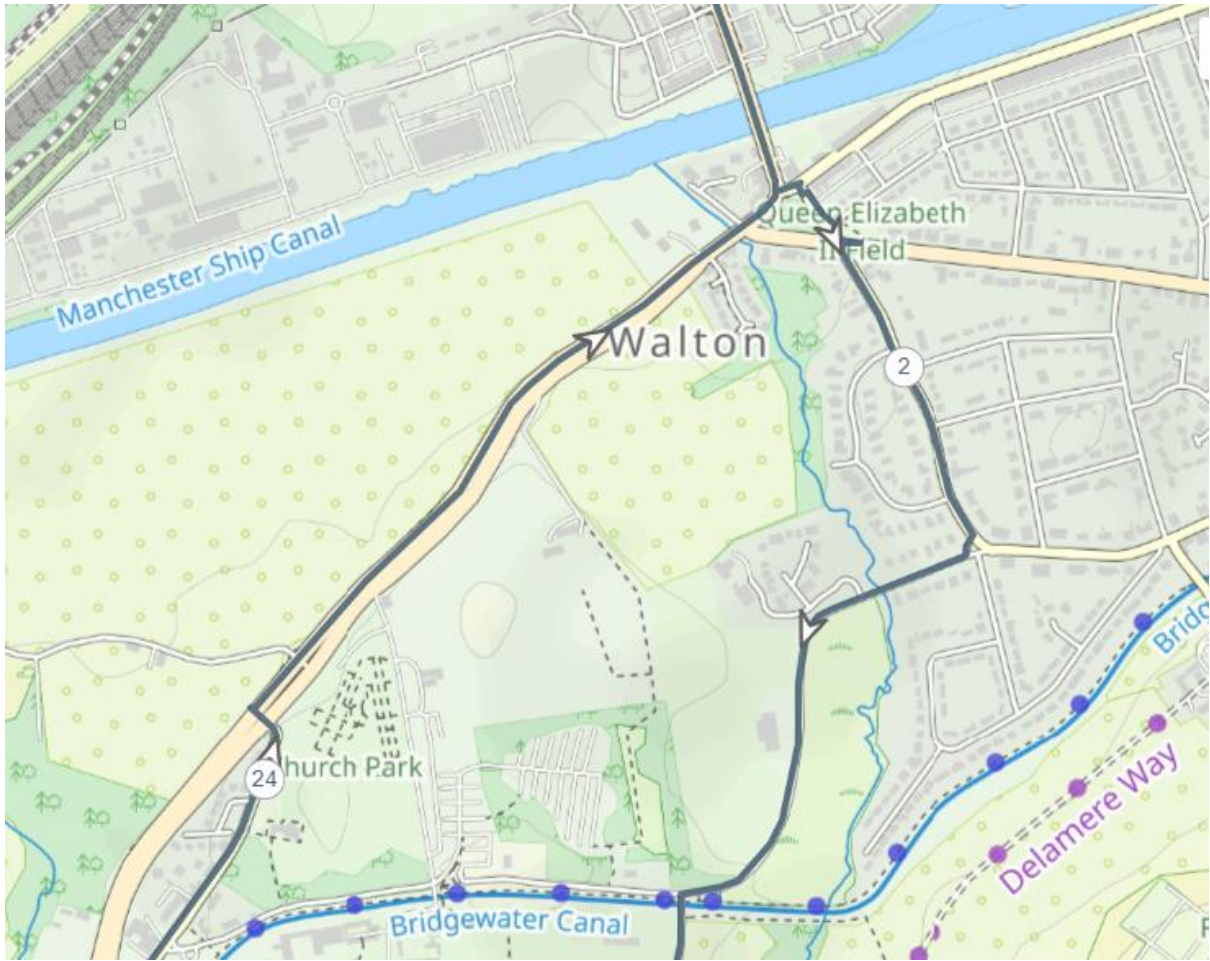 Manchester Ship Canal
Queen Elizabeth
II Field
Walton
2
24
hurch Park
Bridgewater Canal
Bridg
Delamere Way